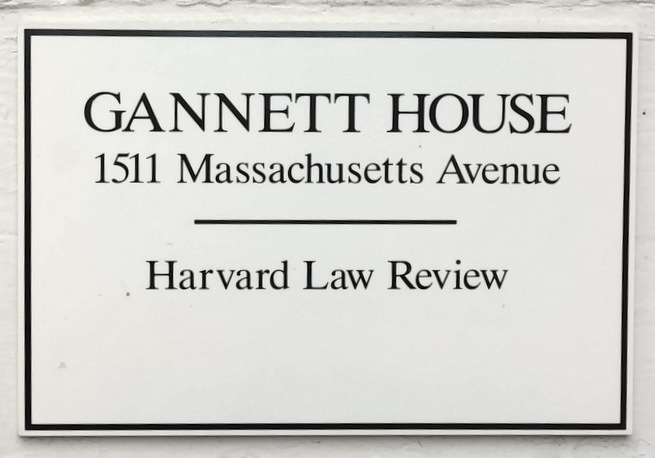 GANNETT HOUSE
1511 Massachusetts Avenue
Harvard Law Review